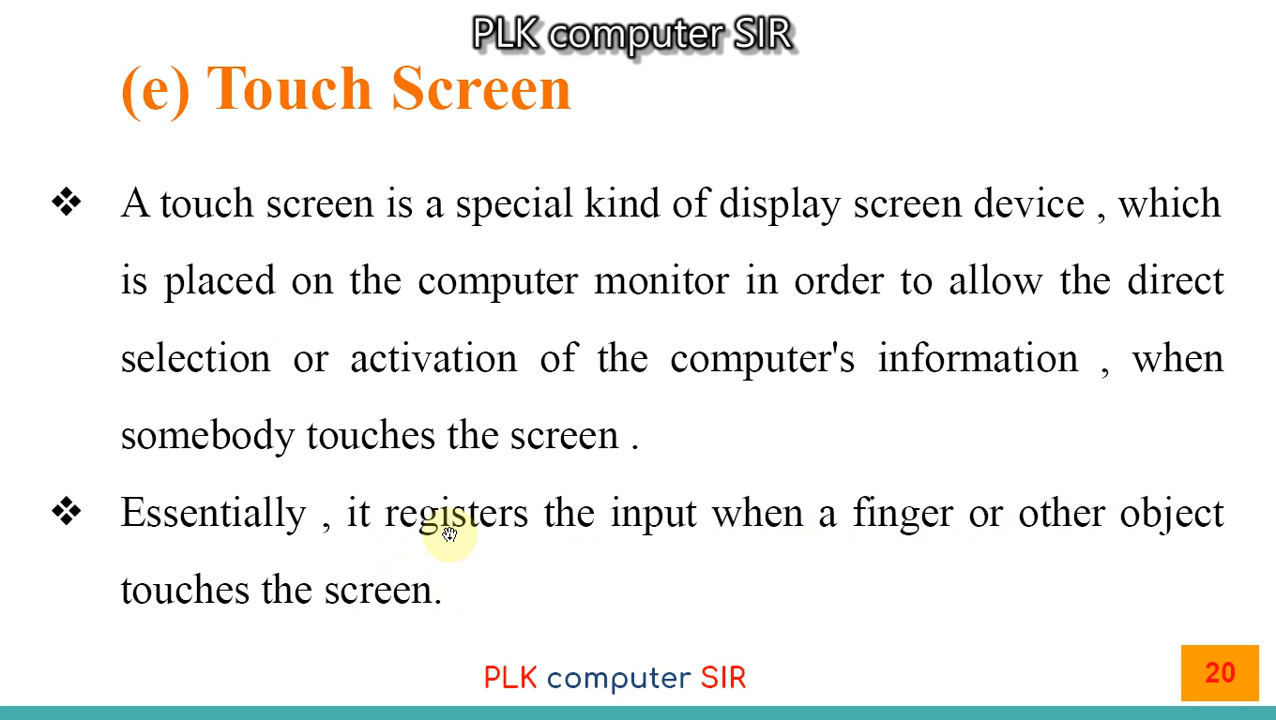 PLK computer SIR
(e) Touch Screen
❖ A touch screen is a special kind of display screen device , which
is placed on the computer monitor in order to allow the direct
selection or activation of the computer's information , when
somebody touches the screen .
❖ Essentially , it registers the input when a finger or other object
touches the screen.
PLK computer SIR
20